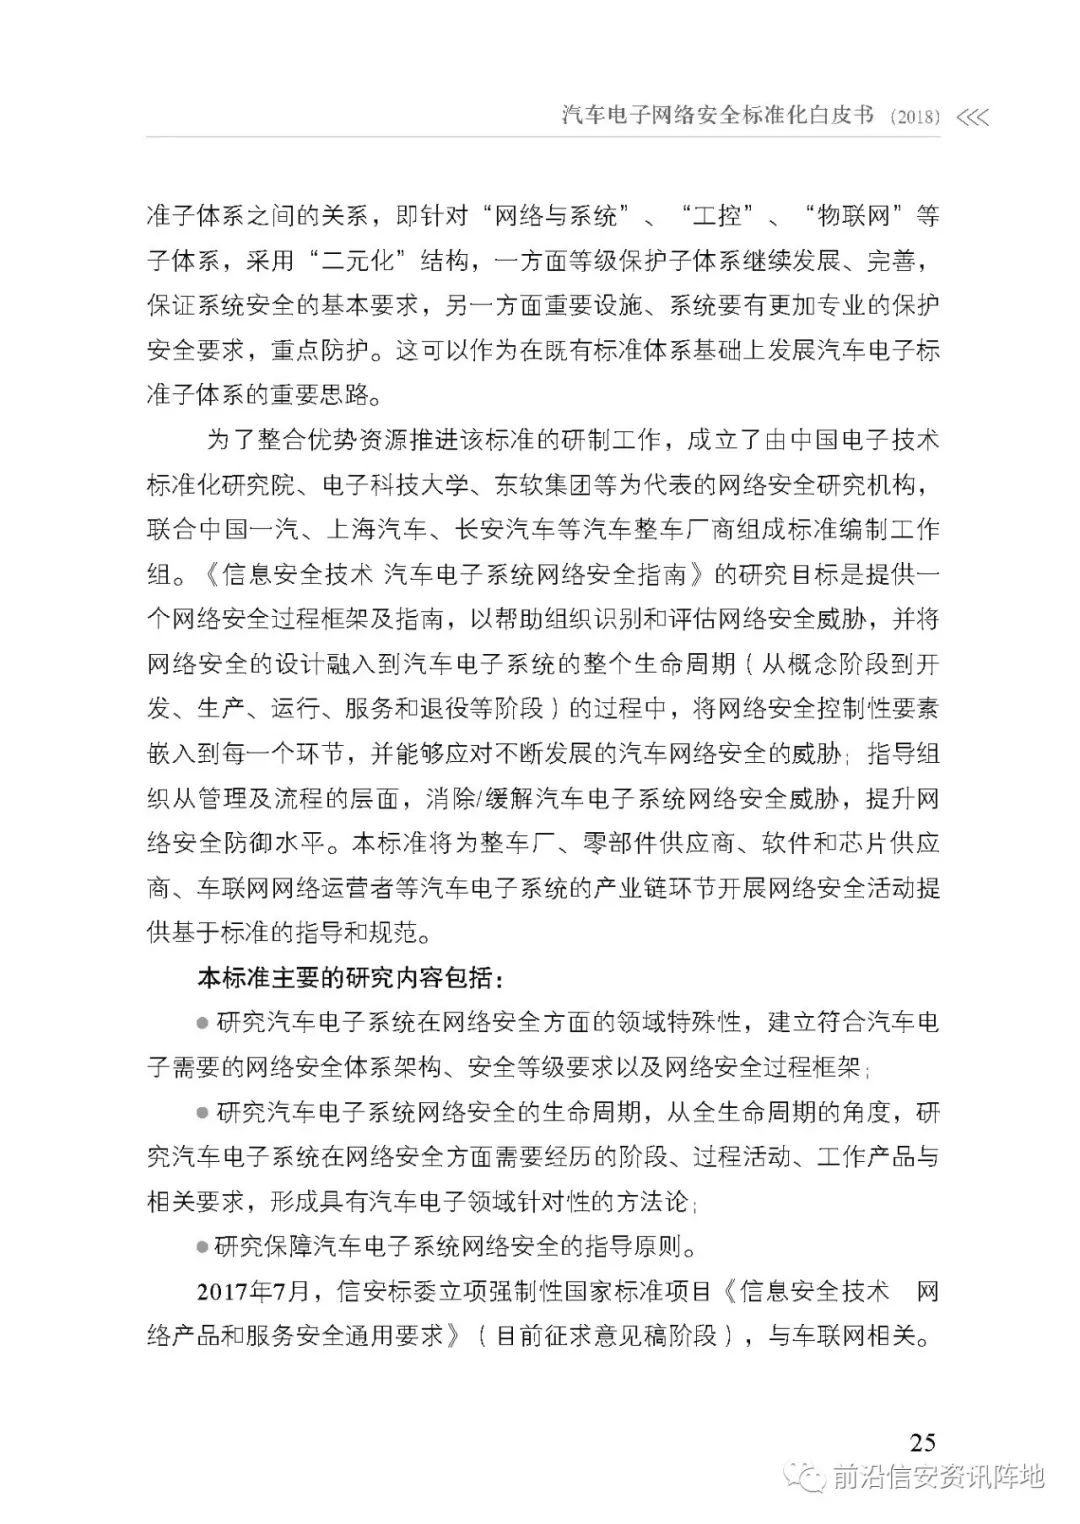 汽车电子网络安全标准化白皮书 (2018)
准子体系之间的关系，即针对“网络与系统”、“工控”、“物联网”等
子体系，采用“二元化”结构，一方面等级保护子体系继续发展、完善，
保证系统安全的基本要求，另一方面重要设施、系统要有更加专业的保护
安全要求，重点防护。这可以作为在既有标准体系基础上发展汽车电子标
准子体系的重要思路。
为了整合优势资源推进该标准的研制工作，成立了由中国电子技术
标准化研究院、电子科技大学、东软集团等为代表的网络安全研究机构，
联合中国一汽、上海汽车、长安汽车等汽车整车厂商组成标准编制工作
组。《信息安全技术 汽车电子系统网络安全指南》的研究目标是提供一
个网络安全过程框架及指南，以帮助组织识别和评估网络安全威胁，并将
网络安全的设计融入到汽车电子系统的整个生命周期（从概念阶段到开
发、生产、运行、服务和退役等阶段）的过程中，将网络安全控制性要素
嵌入到每一个环节，并能够应对不断发展的汽车网络安全的威胁；指导组
织从管理及流程的层面，消除/缓解汽车电子系统网络安全威胁，提升网
络安全防御水平。本标准将为整车厂、零部件供应商、软件和芯片供应
商、车联网网络运营者等汽车电子系统的产业链环节开展网络安全活动提
供基于标准的指导和规范。
本标准主要的研究内容包括：
●研究汽车电子系统在网络安全方面的领域特殊性，建立符合汽车电
子需要的网络安全体系架构、安全等级要求以及网络安全过程框架；
●研究汽车电子系统网络安全的生命周期，从全生命周期的角度，研
究汽车电子系统在网络安全方面需要经历的阶段、过程活动、工作产品与
相关要求，形成具有汽车电子领域针对性的方法论；
●研究保障汽车电子系统网络安全的指导原则。
2017年7月，信安标委立项强制性国家标准项目《信息安全技术　网
络产品和服务安全通用要求》（目前征求意见稿阶段），与车联网相关。
25
前沿信安资讯阵地